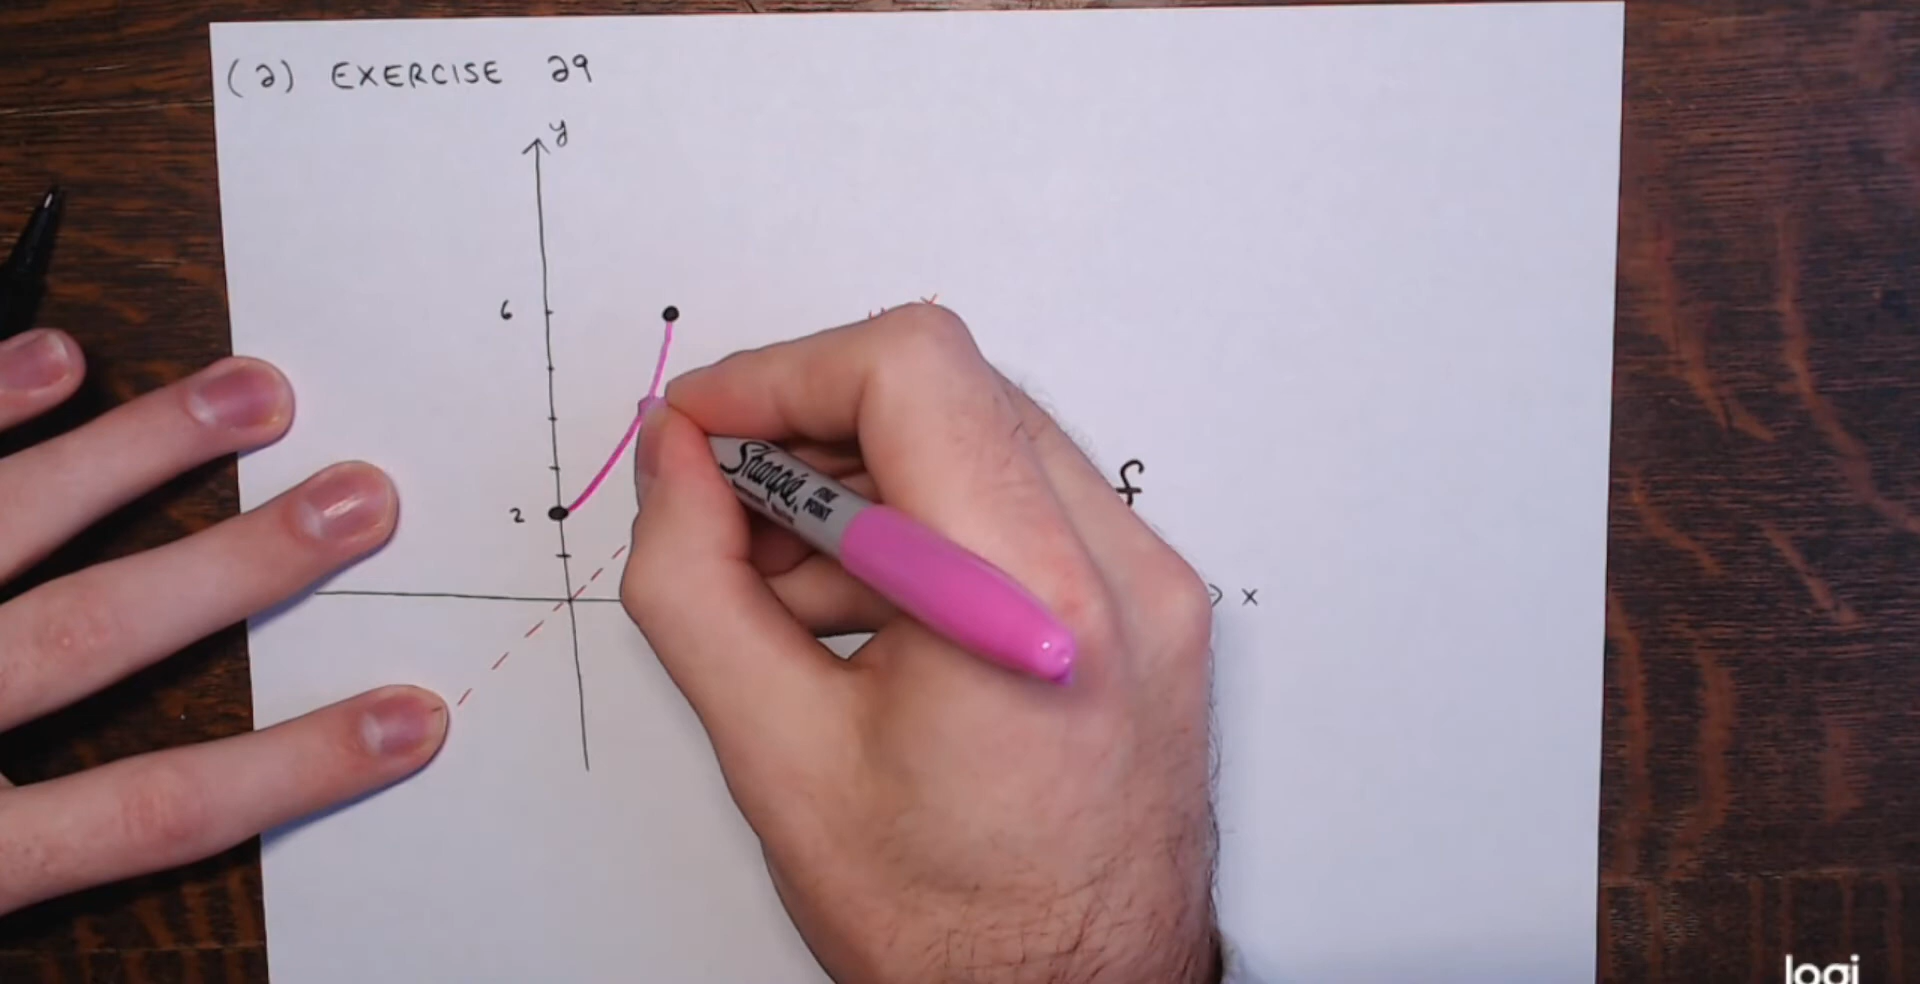 (2) EXERCISE 29
y
6
Sharpie.
FINE
POINT
f
2
x
logi